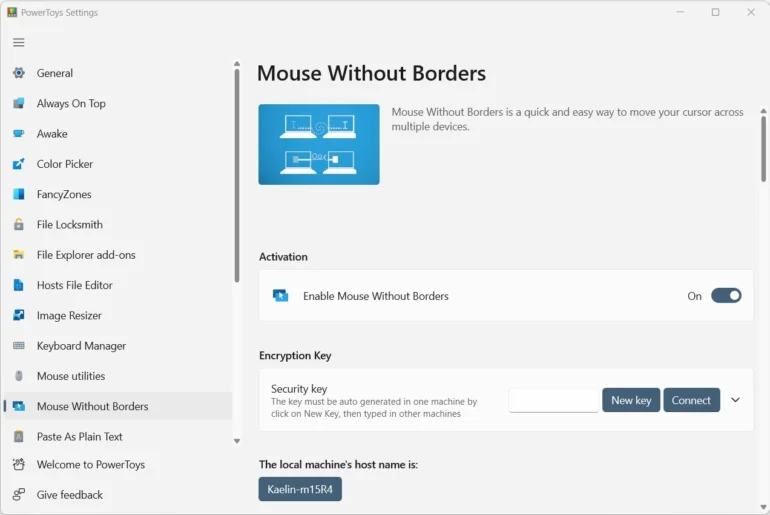 PowerToys Settings
General
Always On Top
Awake
Color Picker
FancyZones
File Locksmith
File Explorer add-ons
Hosts File Editor
Image Resizer
Keyboard Manager
Mouse utilities
Mouse Without Borders
Paste As Plain Text
Welcome to PowerToys
Give feedback
Mouse Without Borders
Mouse Without Borders is a quick and easy way to move your cursor across
multiple devices.
Activation
Enable Mouse Without Borders
On
Encryption Key
Security key
The key must be auto generated in one machine by
click on New Key, then typed in other machines
New key
Connect
The local machine's host name is:
Kaelin-m15R4